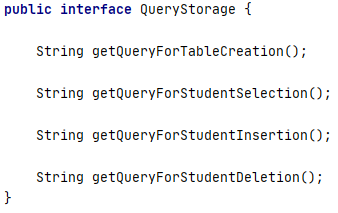 public interface QueryStorage {
    String getQueryForTableCreation();
    String getQueryForStudentSelection();
    String getQueryForStudentInsertion();
    String getQueryForStudentDeletion();
}